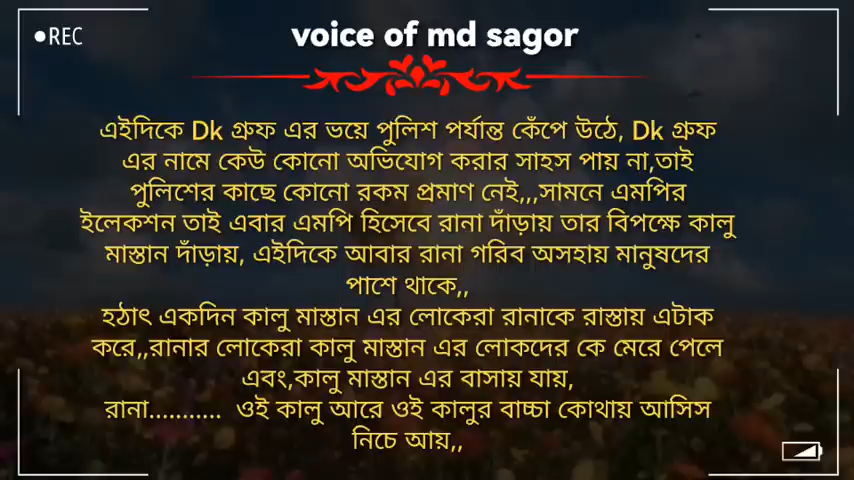 ●REC
voice of md sagor
এইদিকে Dk গ্রুফ এর ভয়ে পুলিশ পর্যান্ত কেঁপে উঠে, Dk গ্রুফ
এর নামে কেউ কোনো অভিযোগ করার সাহস পায় না,তাই
পুলিশের কাছে কোনো রকম প্রমাণ নেই,,,সামনে এমপির
ইলেকশন তাই এবার এমপি হিসেবে রানা দাঁড়ায় তার বিপক্ষে কালু
মাস্তান দাঁড়ায়, এইদিকে আবার রানা গরিব অসহায় মানুষদের
পাশে থাকে,,
হঠাৎ একদিন কালু মাস্তান এর লোকেরা রানাকে রাস্তায় এটাক
করে,,রানার লোকেরা কালু মাস্তান এর লোকদের কে মেরে পেলে
এবং,কালু মাস্তান এর বাসায় যায়,
রানা........... ওই কালু আরে ওই কালুর বাচ্চা কোথায় আসিস
নিচে আয়,,